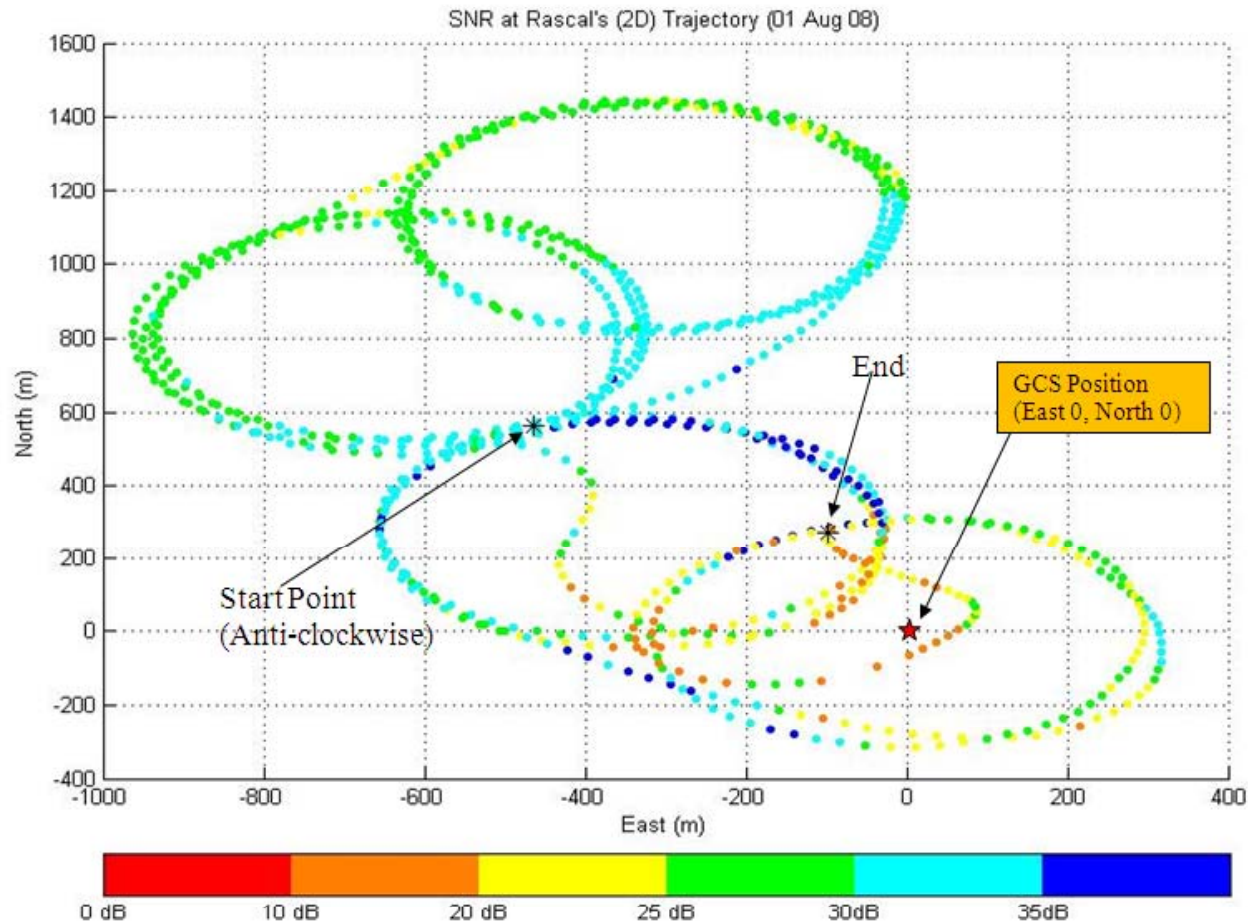 SNR at Rascal's (2D) Trajectory (01 Aug 08)
1600
1400
1200
1000
800
600
400
200
0
-200
-400
North (m)
End
GCS Position
(East 0, North 0)
Start Point
(Anti-clockwise)
-1000 -800 -600 -400 -200 0 200 400
East (m)
0 dB 10 dB 20 dB 25 dB 30dB 35dB